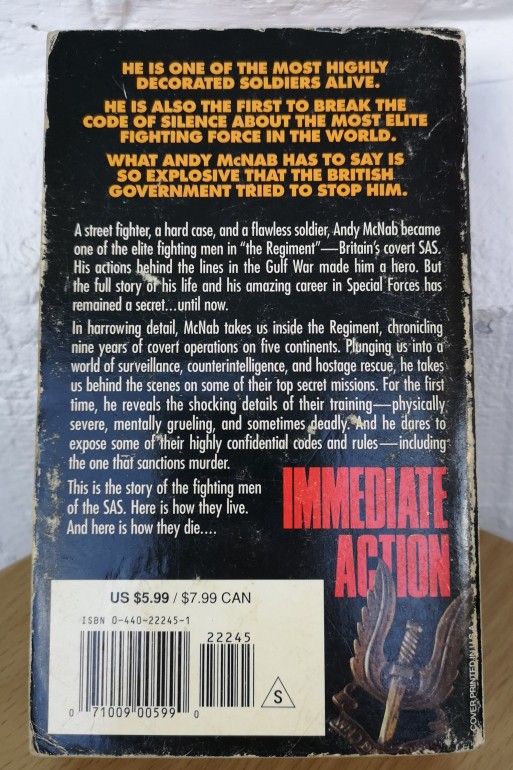 HE IS ONE OF THE MOST HIGHLY
DECORATED SOLDIERS ALIVE.
HE IS ALSO THE FIRST TO BREAK THE
CODE OF SILENCE ABOUT THE MOST ELITE
FIGHTING FORCE IN THE WORLD.
WHAT ANDY McNAB HAS TO SAY IS
SO EXPLOSIVE THAT THE BRITISH
GOVERNMENT TRIED TO STOP HIM.
A street fighter, a hard case, and a flawless soldier, Andy McNab became
one of the elite fighting men in "the Regiment"—Britain's covert SAS.
His actions behind the lines in the Gulf War made him a hero. But
the full story of his life and his amazing career in Special Forces has
remained a secret...until now.
In harrowing detail, McNab takes us inside the Regiment, chronicling
nine years of covert operations on five continents. Plunging us into a
world of surveillance, counterintelligence, and hostage rescue, he takes
us behind the scenes on some of their top secret missions. For the first
time, he reveals the shocking details of their training—physically
severe, mentally grueling, and sometimes deadly. And he dares to
expose some of their highly confidential codes and rules—including
the one that sanctions murder.
This is the story of the fighting men
of the SAS. Here is how they live.
And here is how they die....
IMMEDIATE
ACTION
US $5.99 / $7.99 CAN
ISBN 0-440-22245-1
22245
0 71009 00599 0
S
COVER PRINTED IN U.S.A.